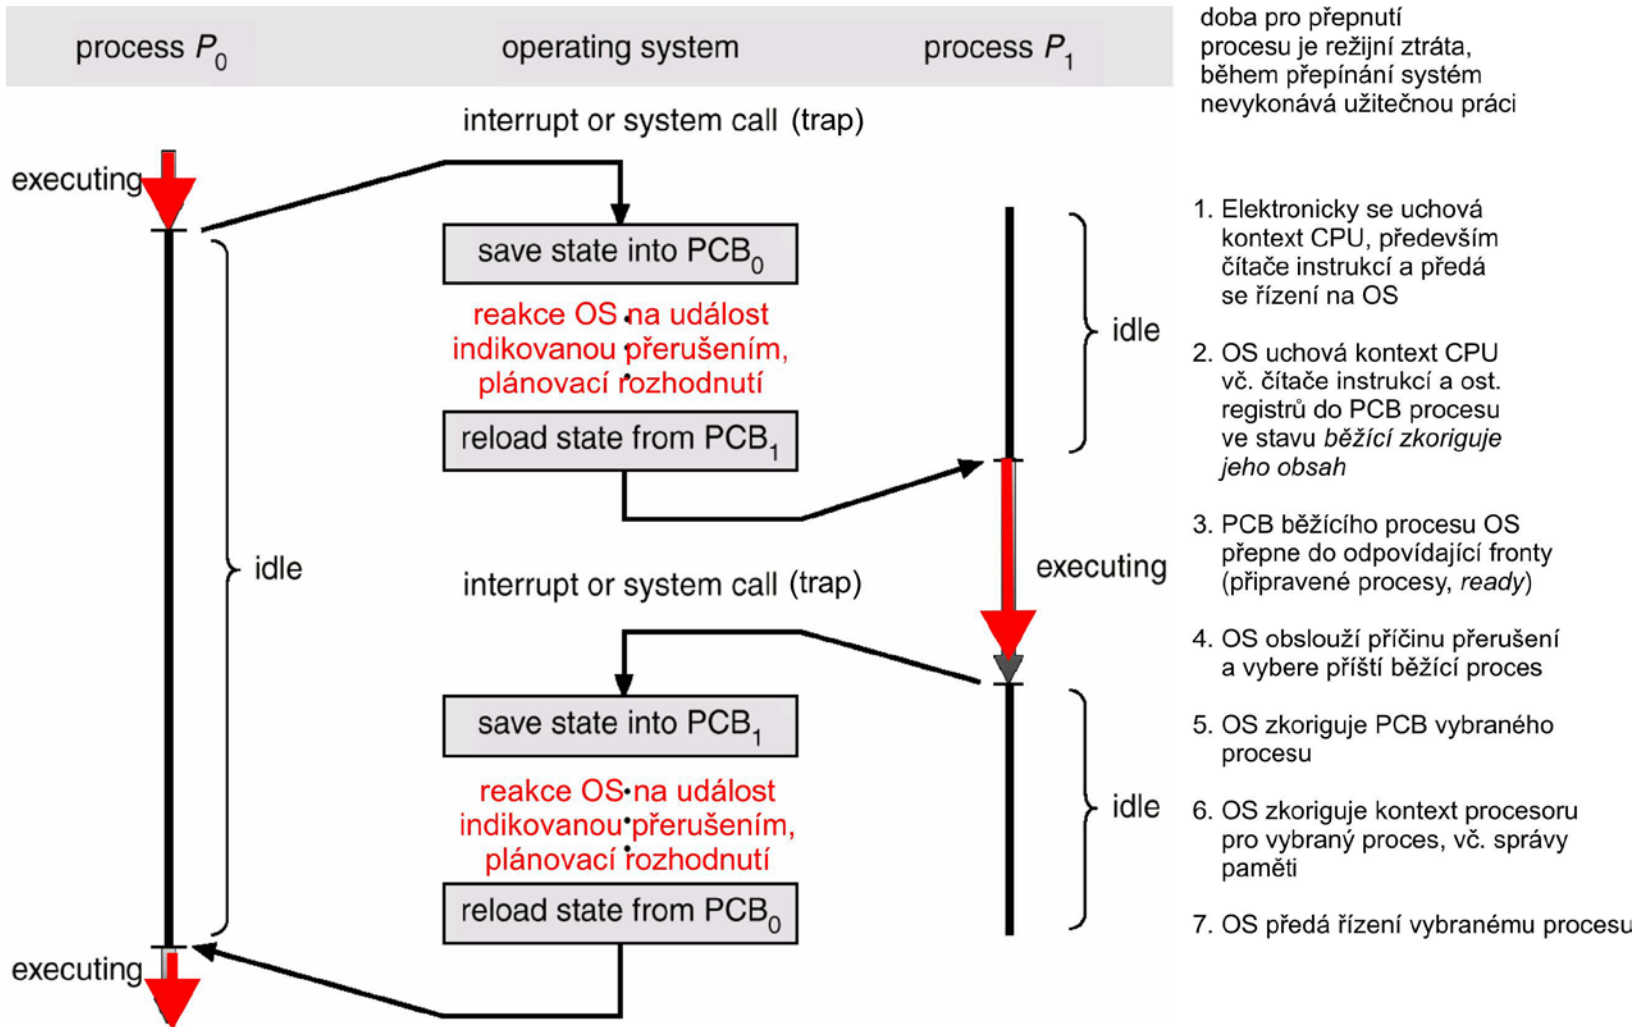 process P0
operating system
process P1
interrupt or system call (trap)
executing
save state into PCB0
reakce OS na událost
indikovanou přerušením,
plánovací rozhodnutí
reload state from PCB1
idle
idle
executing
interrupt or system call (trap)
save state into PCB1
reakce OS na událost
indikovanou přerušením,
plánovací rozhodnutí
reload state from PCB0
idle
executing
doba pro přepnutí
procesu je režijní ztráta,
během přepínání systém
nevykonává užitečnou práci
1. Elektronicky se uchová
kontext CPU, především
čítače instrukcí a předá
se řízení na OS
2. OS uchová kontext CPU
vč. čítače instrukcí a ost.
registrů do PCB procesu
ve stavu běžící zkoriguje
jeho obsah
3. PCB běžícího procesu OS
přepne do odpovídající fronty
(připravené procesy, ready)
4. OS obslouží příčinu přerušení
a vybere příští běžící proces
5. OS zkoriguje PCB vybraného
procesu
6. OS zkoriguje kontext procesoru
pro vybraný proces, vč. správy
paměti
7. OS předá řízení vybranému procesu